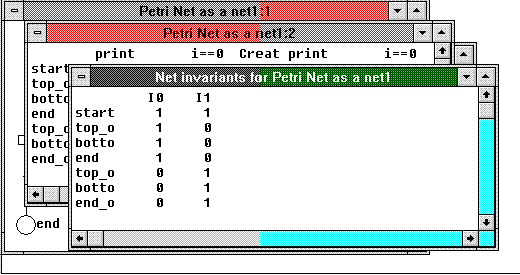 Petri Net as a net1:1
Petri Net as a net1:2
print i==0 Creat print i==0
start
top_o
botto
end
top_o
botto
end_o
end
Net invariants for Petri Net as a net1
I0 I1
start 1 1
top_o 1 0
botto 1 0
end 1 0
top_o 0 1
botto 0 1
end_o 0 1